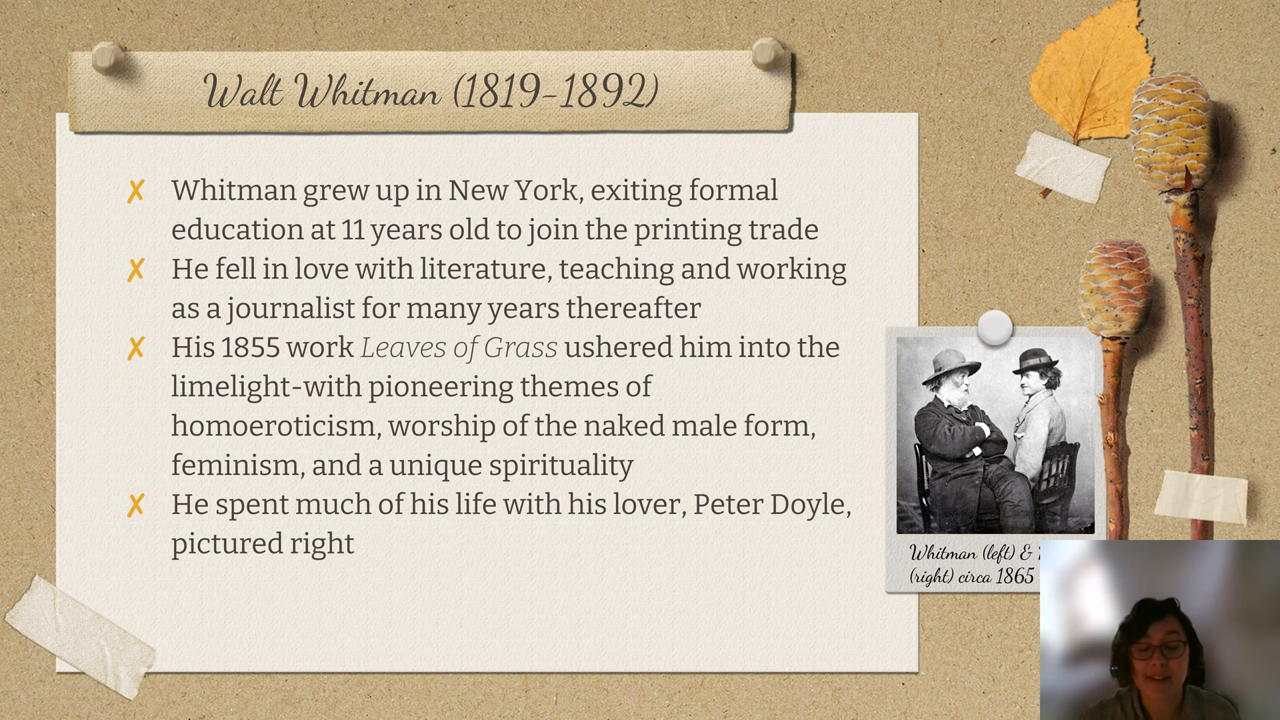 Walt Whitman (1819-1892)
✗ Whitman grew up in New York, exiting formal
education at 11 years old to join the printing trade
✗ He fell in love with literature, teaching and working
as a journalist for many years thereafter
✗ His 1855 work Leaves of Grass ushered him into the
limelight-with pioneering themes of
homoeroticism, worship of the naked male form,
feminism, and a unique spirituality
✗ He spent much of his life with his lover, Peter Doyle,
pictured right
Whitman (left) &
(right) circa 1865